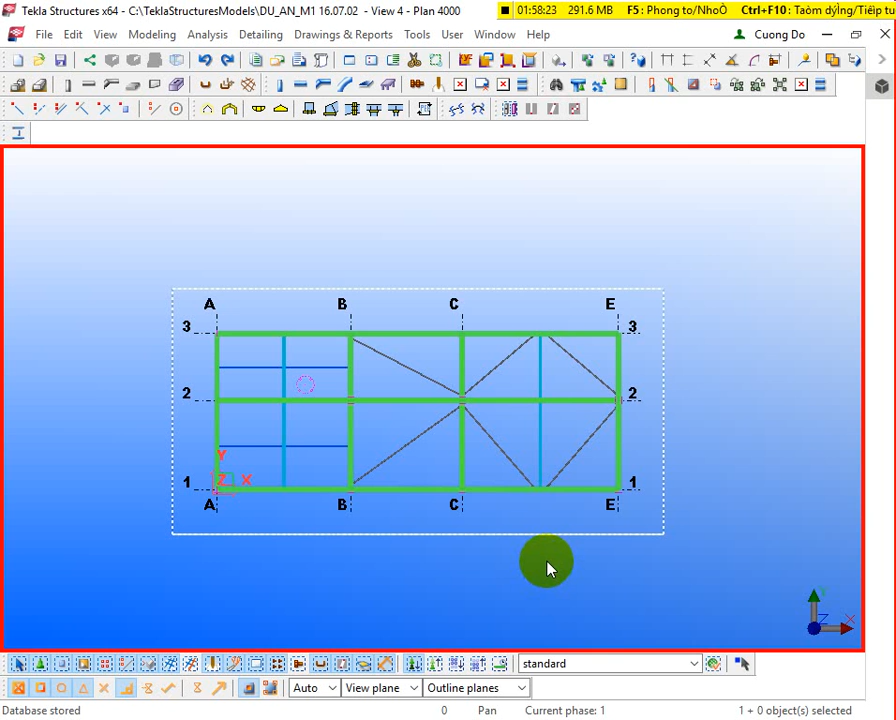 Tekla Structures x64 - C:\TeklaStructuresModels\DU_AN_M1 16.07.02 - View 4 - Plan 4000
01:58:23 291.6 MB F5 : Phong to/NhoÒ Ctrl+F10 : Taòm dýÌng/Tiêìp tu
File Edit View Modeling Analysis Detailing Drawings & Reports Tools User Window Help Cuong Do
A B C E
3 3
2 2
Y
Z X
1 1
A B C E
Y
Z X
standard
Auto View plane Outline planes
Database stored 0 Pan Current phase: 1 1 + 0 object(s) selected